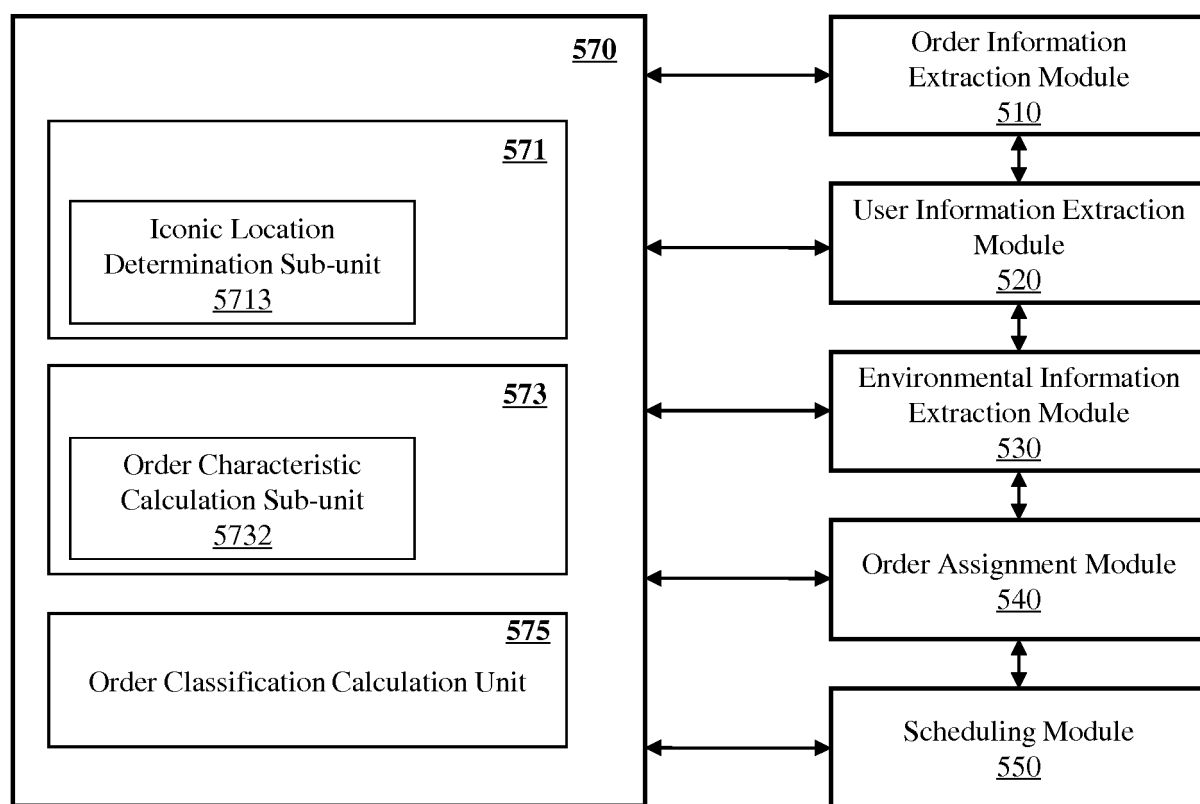 570
571
Iconic Location
Determination Sub-unit
5713
573
Order Characteristic
Calculation Sub-unit
5732
575
Order Classification Calculation Unit
Order Information
Extraction Module
510
User Information Extraction
Module
520
Environmental Information
Extraction Module
530
Order Assignment Module
540
Scheduling Module
550